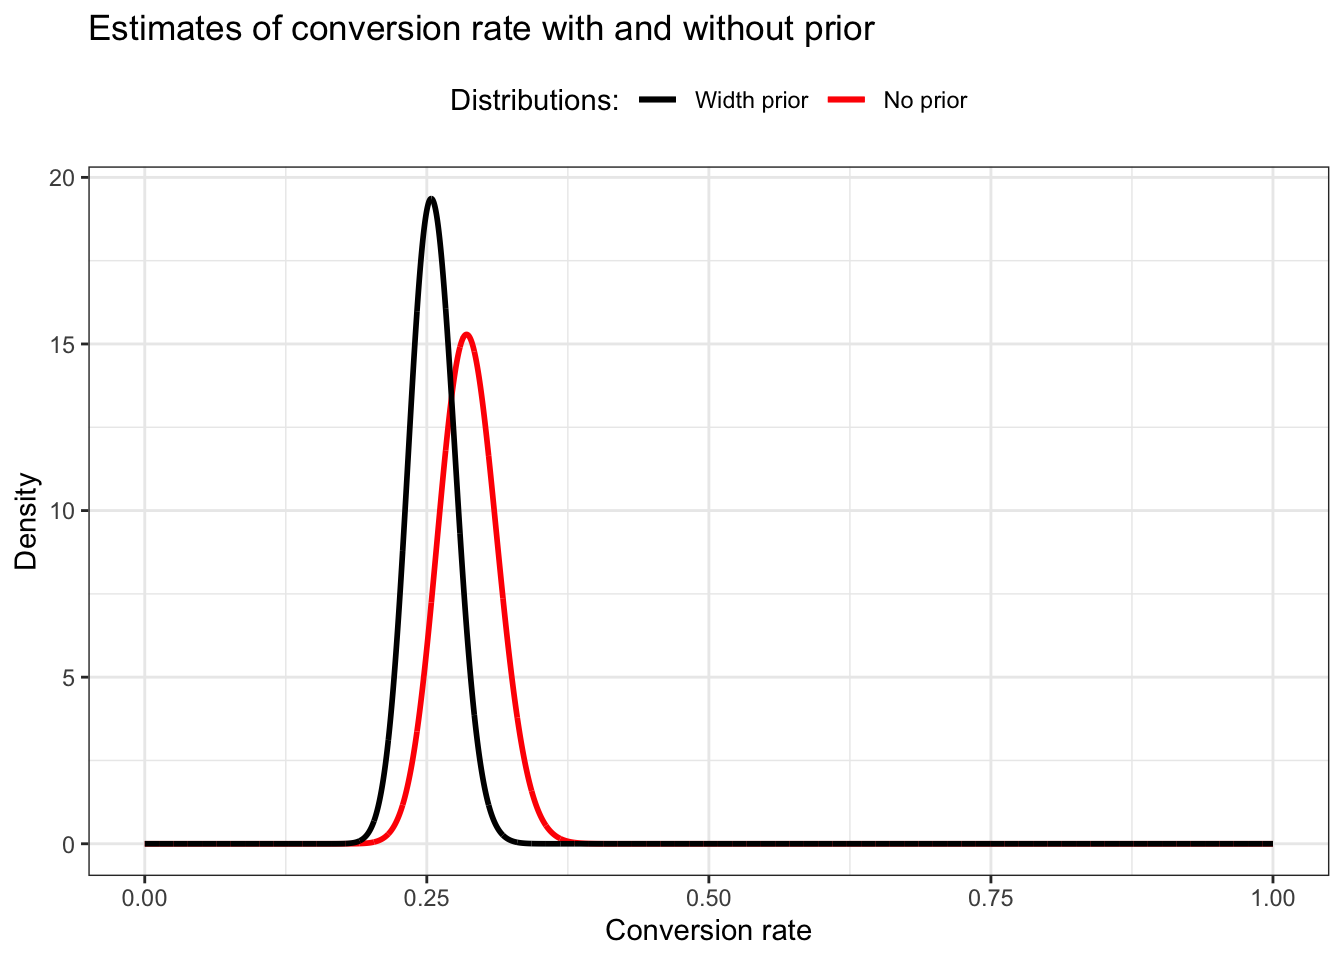 Estimates of conversion rate with and without prior
Distributions: Width prior No prior
20
15
10
5
0
Density
0.00 0.25 0.50 0.75 1.00
Conversion rate